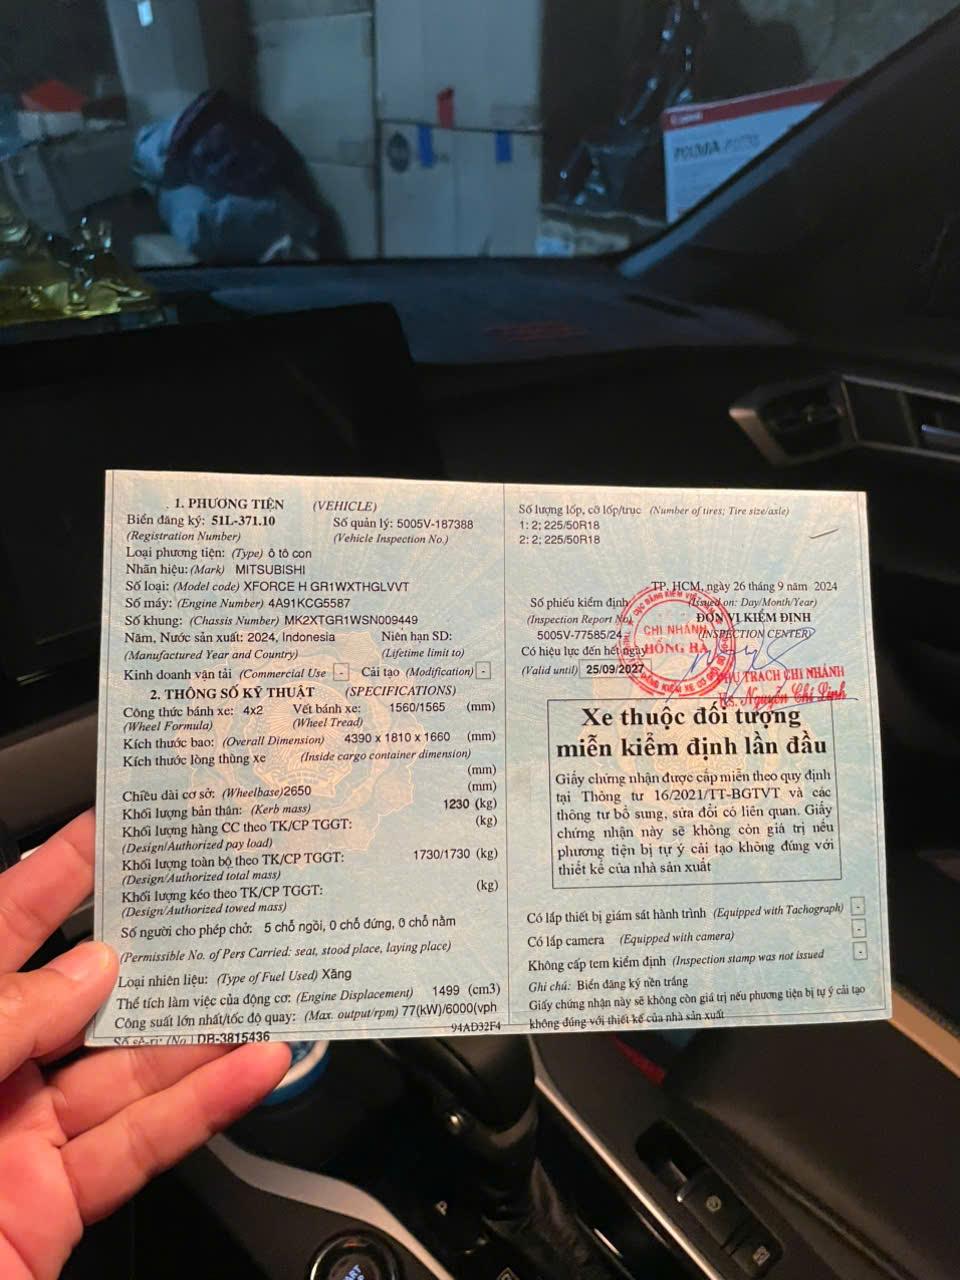 1. PHƯƠNG TIỆN (VEHICLE)
Biển đăng ký: 51L-371.10 Số quản lý: 5005V-187388
(Registration Number) (Vehicle Inspection No.)
Loại phương tiện: (Type) ô tô con
Nhãn hiệu: (Mark) MITSUBISHI
Số loại: (Model code) XFORCE H GR1WXTHGLVVT
Số máy: (Engine Number) 4A91KCG5587
Số khung: (Chassis Number) MK2XTGR1WSN009449
Năm, Nước sản xuất: 2024, Indonesia Niên hạn SD:
(Manufactured Year and Country) (Lifetime limit to)
Kinh doanh vận tải (Commercial Use - Cải tạo (Modification) -
2. THÔNG SỐ KỸ THUẬT (SPECIFICATIONS)
Công thức bánh xe: 4x2 Vết bánh xe: 1560/1565 (mm)
(Wheel Formula) (Wheel Tread)
Kích thước bao: (Overall Dimension) 4390 x 1810 x 1660 (mm)
Kích thước lòng thùng xe (Inside cargo container dimension)
(mm)
Chiều dài cơ sở: (Wheelbase)2650 (mm)
Khối lượng bản thân: (Kerb mass) 1230 (kg)
Khối lượng hàng CC theo TK/CP TGGT: (kg)
(Design/Authorized pay load)
Khối lượng toàn bộ theo TK/CP TGGT: 1730/1730 (kg)
(Design/Authorized total mass)
Khối lượng kéo theo TK/CP TGGT: (kg)
(Design/Authorized towed mass)
Số người cho phép chở: 5 chỗ ngồi, 0 chỗ đứng, 0 chỗ nằm
(Permissible No. of Pers Carried: seat, stood place, laying place)
Loại nhiên liệu: (Type of Fuel Used) Xăng
Thể tích làm việc của động cơ: (Engine Displacement) 1499 (cm3)
Công suất lớn nhất/tốc độ quay: (Max. output/rpm) 77(kW)/6000(vph
94AD32F4
Số sê-ri: (No.) DB-3815436
Số lượng lốp, cỡ lốp/trục (Number of tires; Tire size/axle)
1: 2; 225/50R18
2: 2; 225/50R18
TP. HCM, ngày 26 tháng 9 năm 2024
Số phiếu kiểm định (Issued on: Day/Month/Year)
(Inspection Report No ĐƠN VỊ KIỂM ĐỊNH
5005V-77585/24 (INSPECTION CENTER)
Có hiệu lực đến hết ngày
(Valid until) 25/09/2027
CHI NHÁNH
HỒNG HÀ
PHỤ TRÁCH CHI NHÁNH
Nguyễn Chí Định
Xe thuộc đối tượng
miễn kiểm định lần đầu
Giấy chứng nhận được cấp miễn theo quy định
tại Thông tư 16/2021/TT-BGTVT và các
thông tư bổ sung, sửa đổi có liên quan. Giấy
chứng nhận này sẽ không còn giá trị nếu
phương tiện bị tự ý cải tạo không đúng với
thiết kế của nhà sản xuất
Có lắp thiết bị giám sát hành trình (Equipped with Tachograph) -
Có lắp camera (Equipped with camera) -
Không cấp tem kiểm định (Inspection stamp was not issued -
Ghi chú: Biển đăng ký nền trắng
Giấy chứng nhận này sẽ không còn giá trị nếu phương tiện bị tự ý cải tạo
không đúng với thiết kế của nhà sản xuất
P